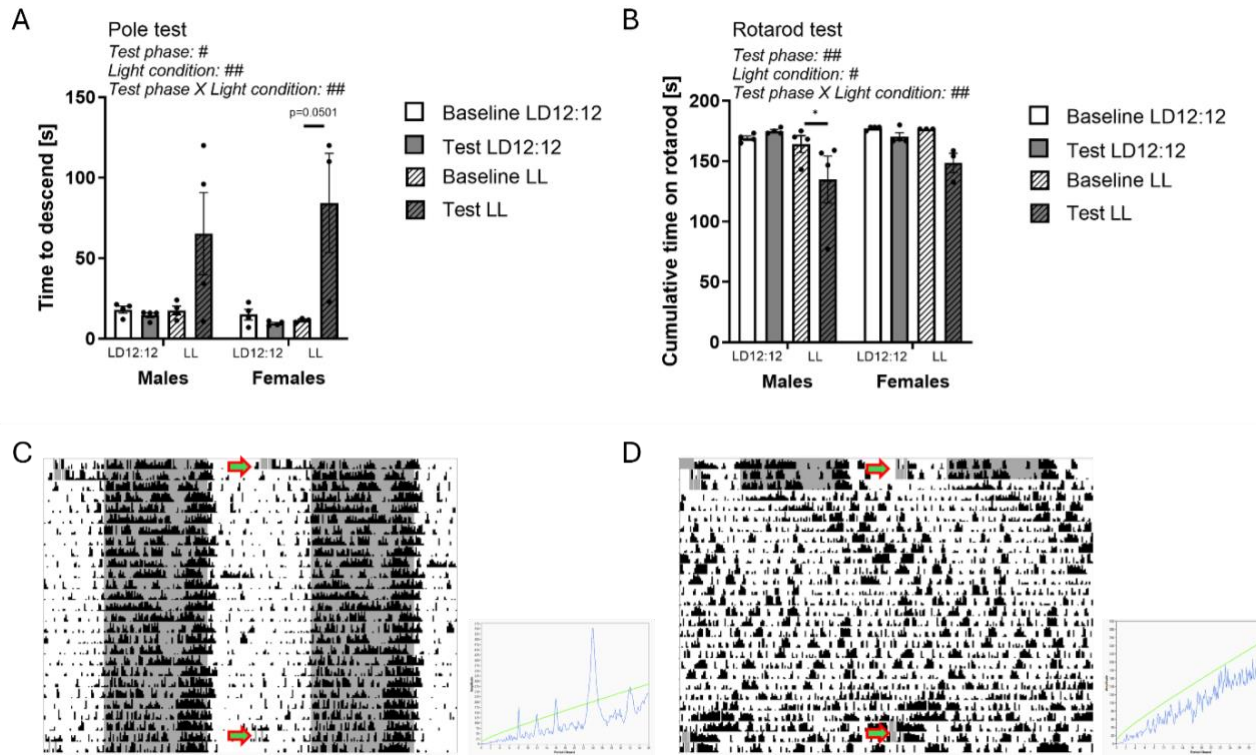 A
Pole test
Test phase: #
Light condition: ##
Test phase X Light condition: ##
p=0.0501
Time to descend [s]
150
100
50
0
LD12:12 LL LD12:12 LL
Males Females
Baseline LD12:12
Test LD12:12
Baseline LL
Test LL
B
Rotarod test
Test phase: ##
Light condition: #
Test phase X Light condition: ##
*
Cumulative time on rotarod [s]
200
150
100
50
0
LD12:12 LL LD12:12 LL
Males Females
Baseline LD12:12
Test LD12:12
Baseline LL
Test LL
C
D